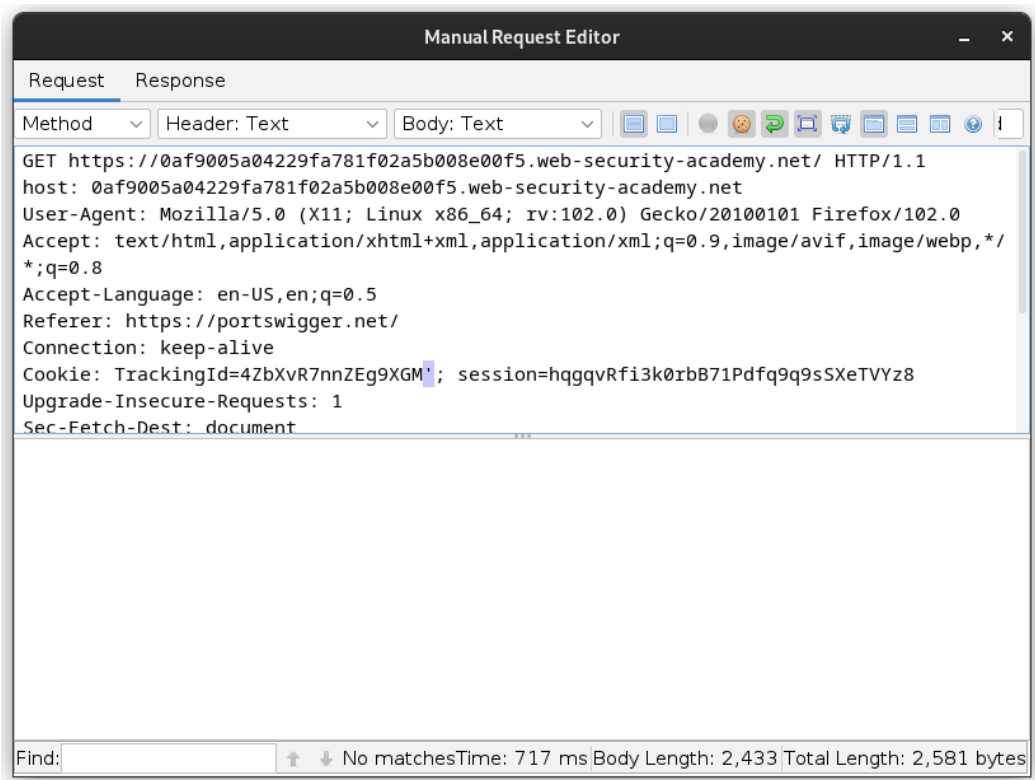 Manual Request Editor
Request Response
Method Header: Text Body: Text
GET https://0af9005a04229fa781f02a5b008e00f5.web-security-academy.net/ HTTP/1.1
host: 0af9005a04229fa781f02a5b008e00f5.web-security-academy.net
User-Agent: Mozilla/5.0 (X11; Linux x86_64; rv:102.0) Gecko/20100101 Firefox/102.0
Accept: text/html,application/xhtml+xml,application/xml;q=0.9,image/avif,image/webp,*/
*;q=0.8
Accept-Language: en-US,en;q=0.5
Referer: https://portswigger.net/
Connection: keep-alive
Cookie: TrackingId=4ZbXvR7nnZEg9XGM'; session=hqgqvRfi3k0rbB71Pdfq9q9sSXeTVYz8
Upgrade-Insecure-Requests: 1
Sec-Fetch-Dest: document
Find: No matches Time: 717 ms Body Length: 2,433 Total Length: 2,581 bytes